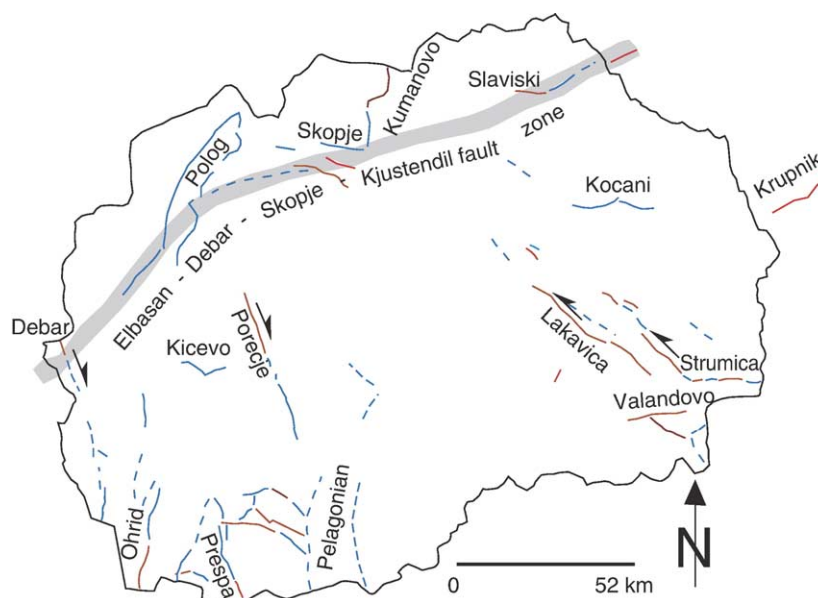 Slaviski
Kumanovo
Skopje
zone
Polog
Kjustendil fault
Kocani
Krupnik
Elbasan - Debar - Skopje
Debar
Porecje
Lakavica
Kicevo
Strumica
Valandovo
Ohrid
Prespa
Pelagonian
N
0 52 km